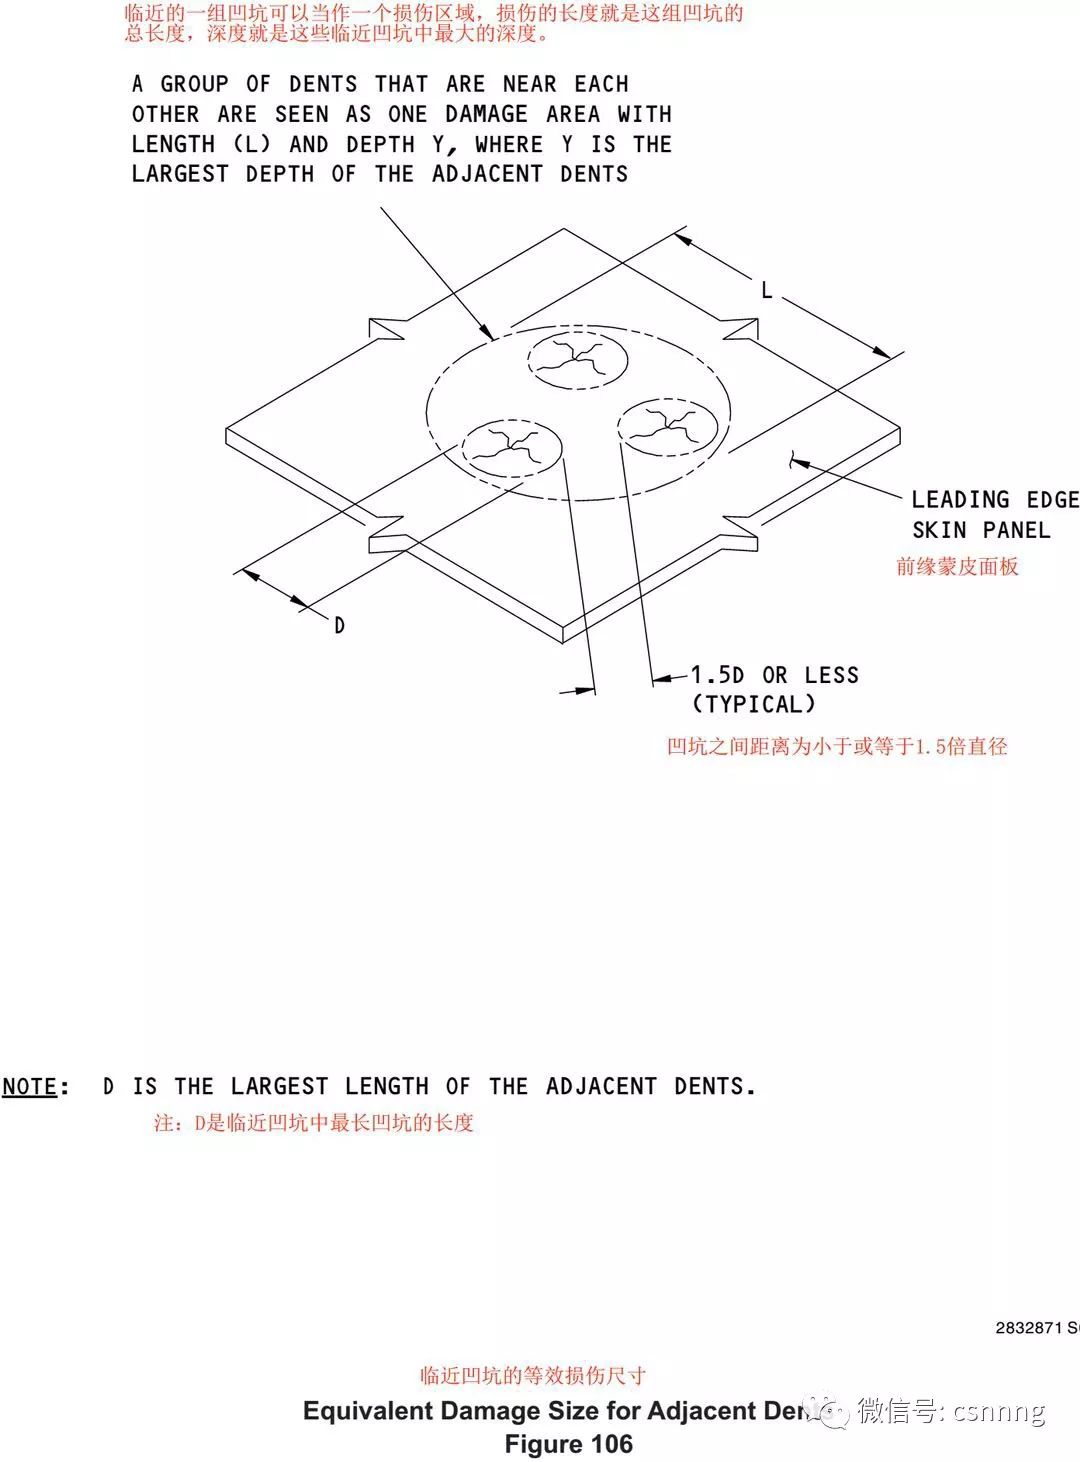 临近的一组凹坑可以当作一个损伤区域，损伤的长度就是这组凹坑的
总长度，深度就是这些临近凹坑中最大的深度。
A GROUP OF DENTS THAT ARE NEAR EACH
OTHER ARE SEEN AS ONE DAMAGE AREA WITH
LENGTH (L) AND DEPTH Y, WHERE Y IS THE
LARGEST DEPTH OF THE ADJACENT DENTS
L
LEADING EDGE
SKIN PANEL
前缘蒙皮面板
D
1.5D OR LESS
(TYPICAL)
凹坑之间距离为小于或等于1.5倍直径
NOTE: D IS THE LARGEST LENGTH OF THE ADJACENT DENTS.
注：D是临近凹坑中最长凹坑的长度
2832871
临近凹坑的等效损伤尺寸
Equivalent Damage Size for Adjacent Dents
微信号: csnnng
Figure 106